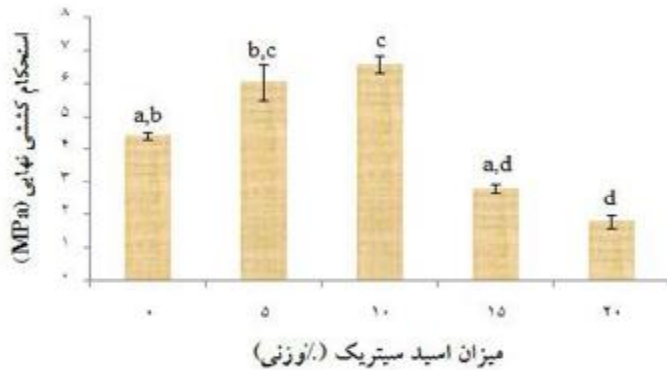 استحکام کششی نهایی (MPa)
۸
۷
۶
۵
۴
۳
۲
۱
۰
a,b
b,c
c
a,d
d
۰ ۵ ۱۰ ۱۵ ۲۰
میزان اسید سیتریک (٪وزنی)